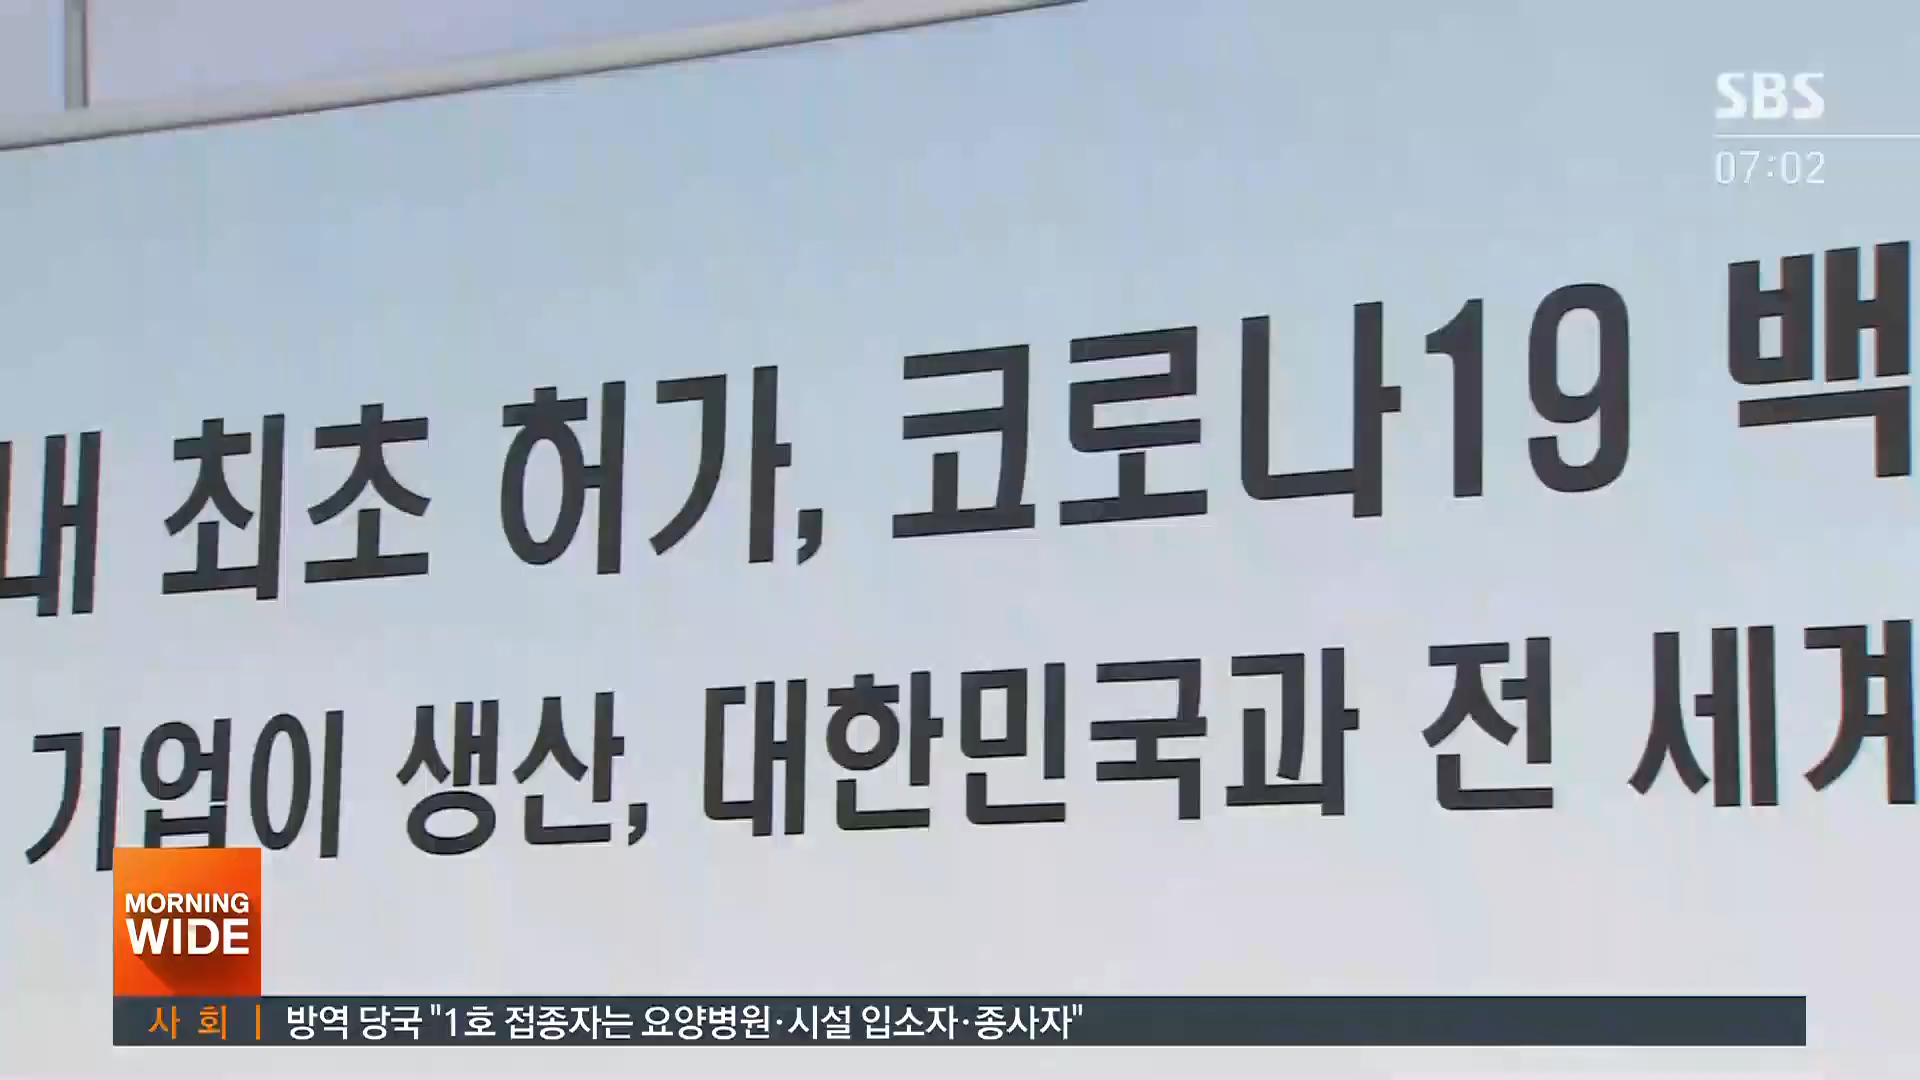 SBS
07:02
내 최초 허가, 코로나19 백
기업이 생산, 대한민국과 전 세계
MORNING
WIDE
사 회 | 방역 당국 "1호 접종자는 요양병원·시설 입소자·종사자"